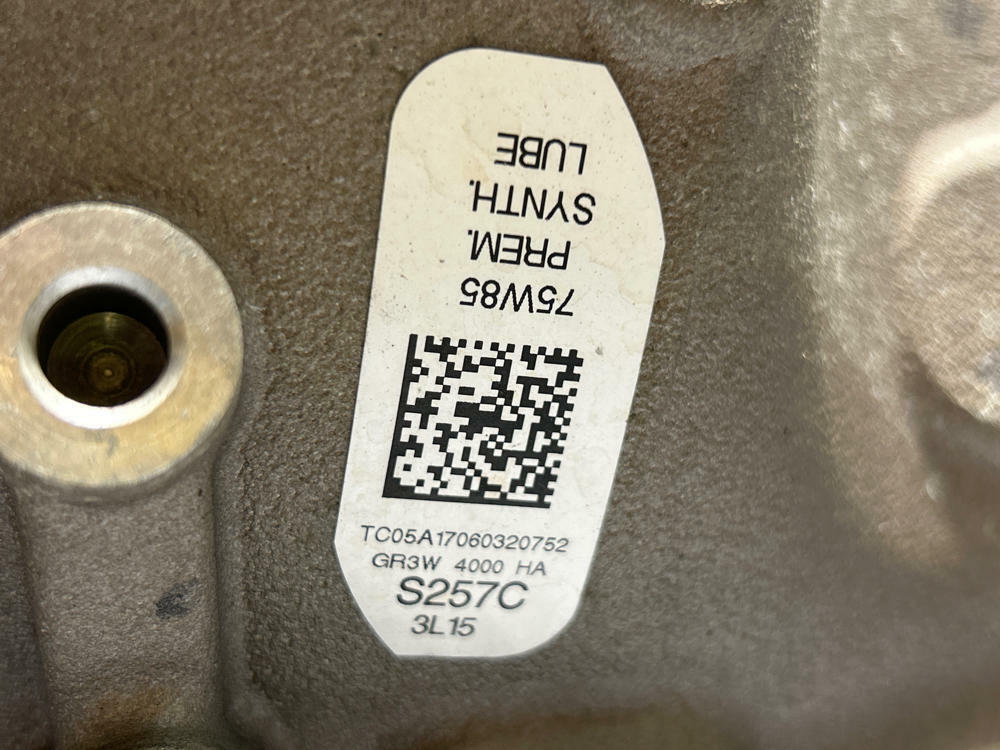 75W85
PREM.
SYNTH.
LUBE
TC05A17060320752
GR3W 4000 HA
S257C
3L15